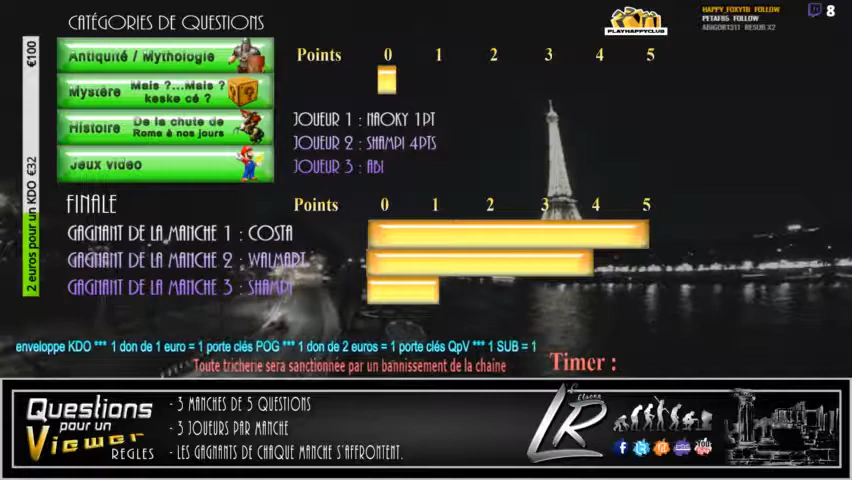 CATÉGORIES DE QUESTIONS
Antiquité / Mythologie
Mystère Mais ?...Mais ?
keske cé ?
Histoire De la chute de
Rome à nos jours
Jeux vidéo
€100
2 euros pour un KDO €32
Points 0 1 2 3 4 5
JOUEUR 1 : NAOKY 1PT
JOUEUR 2 : SHAMPI 4PTS
JOUEUR 3 : ABI
PLAYHAPPYCLUB
HAPPY_FOXYTB FOLLOW
PETAF85 FOLLOW
ABIGOR1311 RESUB X2
8
FINALE
Points 0 1 2 3 4 5
GAGNANT DE LA MANCHE 1 : COSTA
GAGNANT DE LA MANCHE 2 : WALMART
GAGNANT DE LA MANCHE 3 : SHAMPI
enveloppe KDO *** 1 don de 1 euro = 1 porte clés POG *** 1 don de 2 euros = 1 porte clés QpV *** 1 SUB = 1
Toute tricherie sera sanctionnée par un bannissement de la chaine
Timer :
Questions
pour un
Viewer
REGLES
- 3 MANCHES DE 5 QUESTIONS
- 3 JOUEURS PAR MANCHE
- LES GAGNANTS DE CHAQUE MANCHE S'AFFRONTENT.
LR